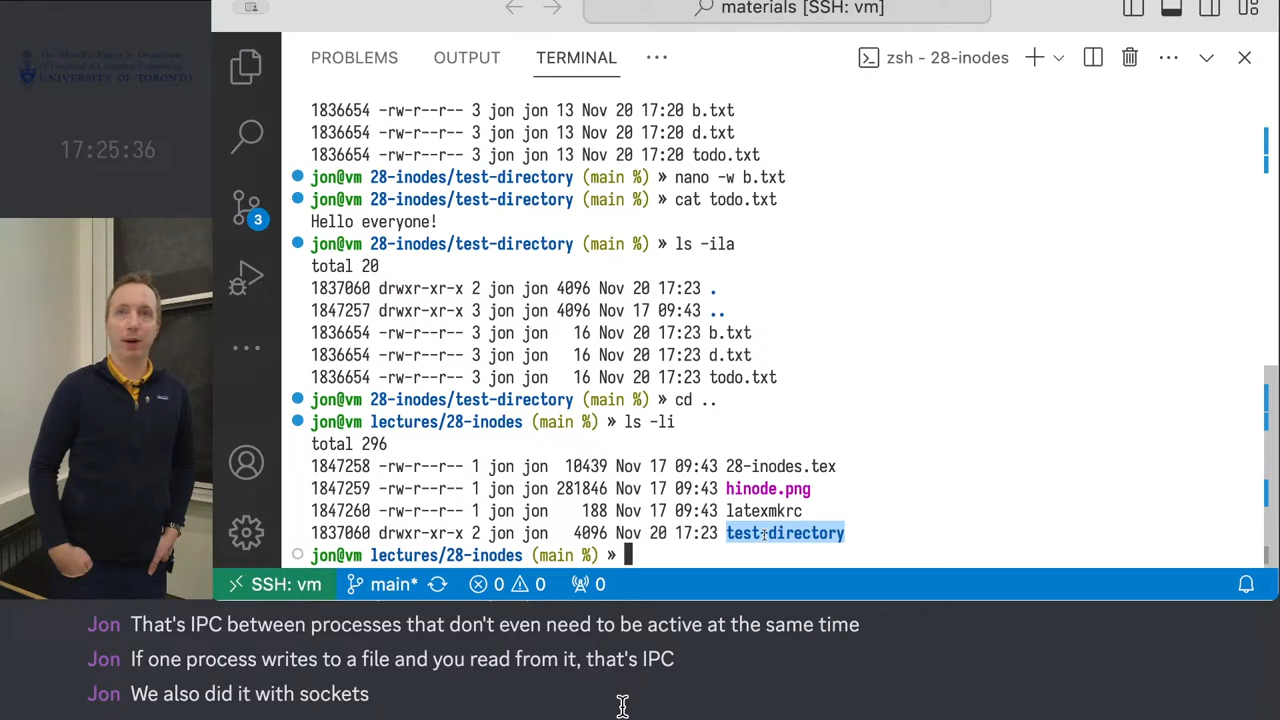 materials [SSH: vm]
UNIVERSITY OF TORONTO
17:25:36
PROBLEMS OUTPUT TERMINAL ··· zsh - 28-inodes
1836654 -rw-r--r-- 3 jon jon 13 Nov 20 17:20 b.txt
1836654 -rw-r--r-- 3 jon jon 13 Nov 20 17:20 d.txt
1836654 -rw-r--r-- 3 jon jon 13 Nov 20 17:20 todo.txt
jon@vm 28-inodes/test-directory (main %) » nano -w b.txt
jon@vm 28-inodes/test-directory (main %) » cat todo.txt
Hello everyone!
jon@vm 28-inodes/test-directory (main %) » ls -ila
total 20
1837060 drwxr-xr-x 2 jon jon 4096 Nov 20 17:23 .
1847257 drwxr-xr-x 3 jon jon 4096 Nov 17 09:43 ..
1836654 -rw-r--r-- 3 jon jon 16 Nov 20 17:23 b.txt
1836654 -rw-r--r-- 3 jon jon 16 Nov 20 17:23 d.txt
1836654 -rw-r--r-- 3 jon jon 16 Nov 20 17:23 todo.txt
jon@vm 28-inodes/test-directory (main %) » cd ..
jon@vm lectures/28-inodes (main %) » ls -li
total 296
1847258 -rw-r--r-- 1 jon jon 10439 Nov 17 09:43 28-inodes.tex
1847259 -rw-r--r-- 1 jon jon 281846 Nov 17 09:43 hinode.png
1847260 -rw-r--r-- 1 jon jon 188 Nov 17 09:43 latexmkrc
1837060 drwxr-xr-x 2 jon jon 4096 Nov 20 17:23 test-directory
jon@vm lectures/28-inodes (main %) »
3
SSH: vm main* 0 0 0
Jon That's IPC between processes that don't even need to be active at the same time
Jon If one process writes to a file and you read from it, that's IPC
Jon We also did it with sockets